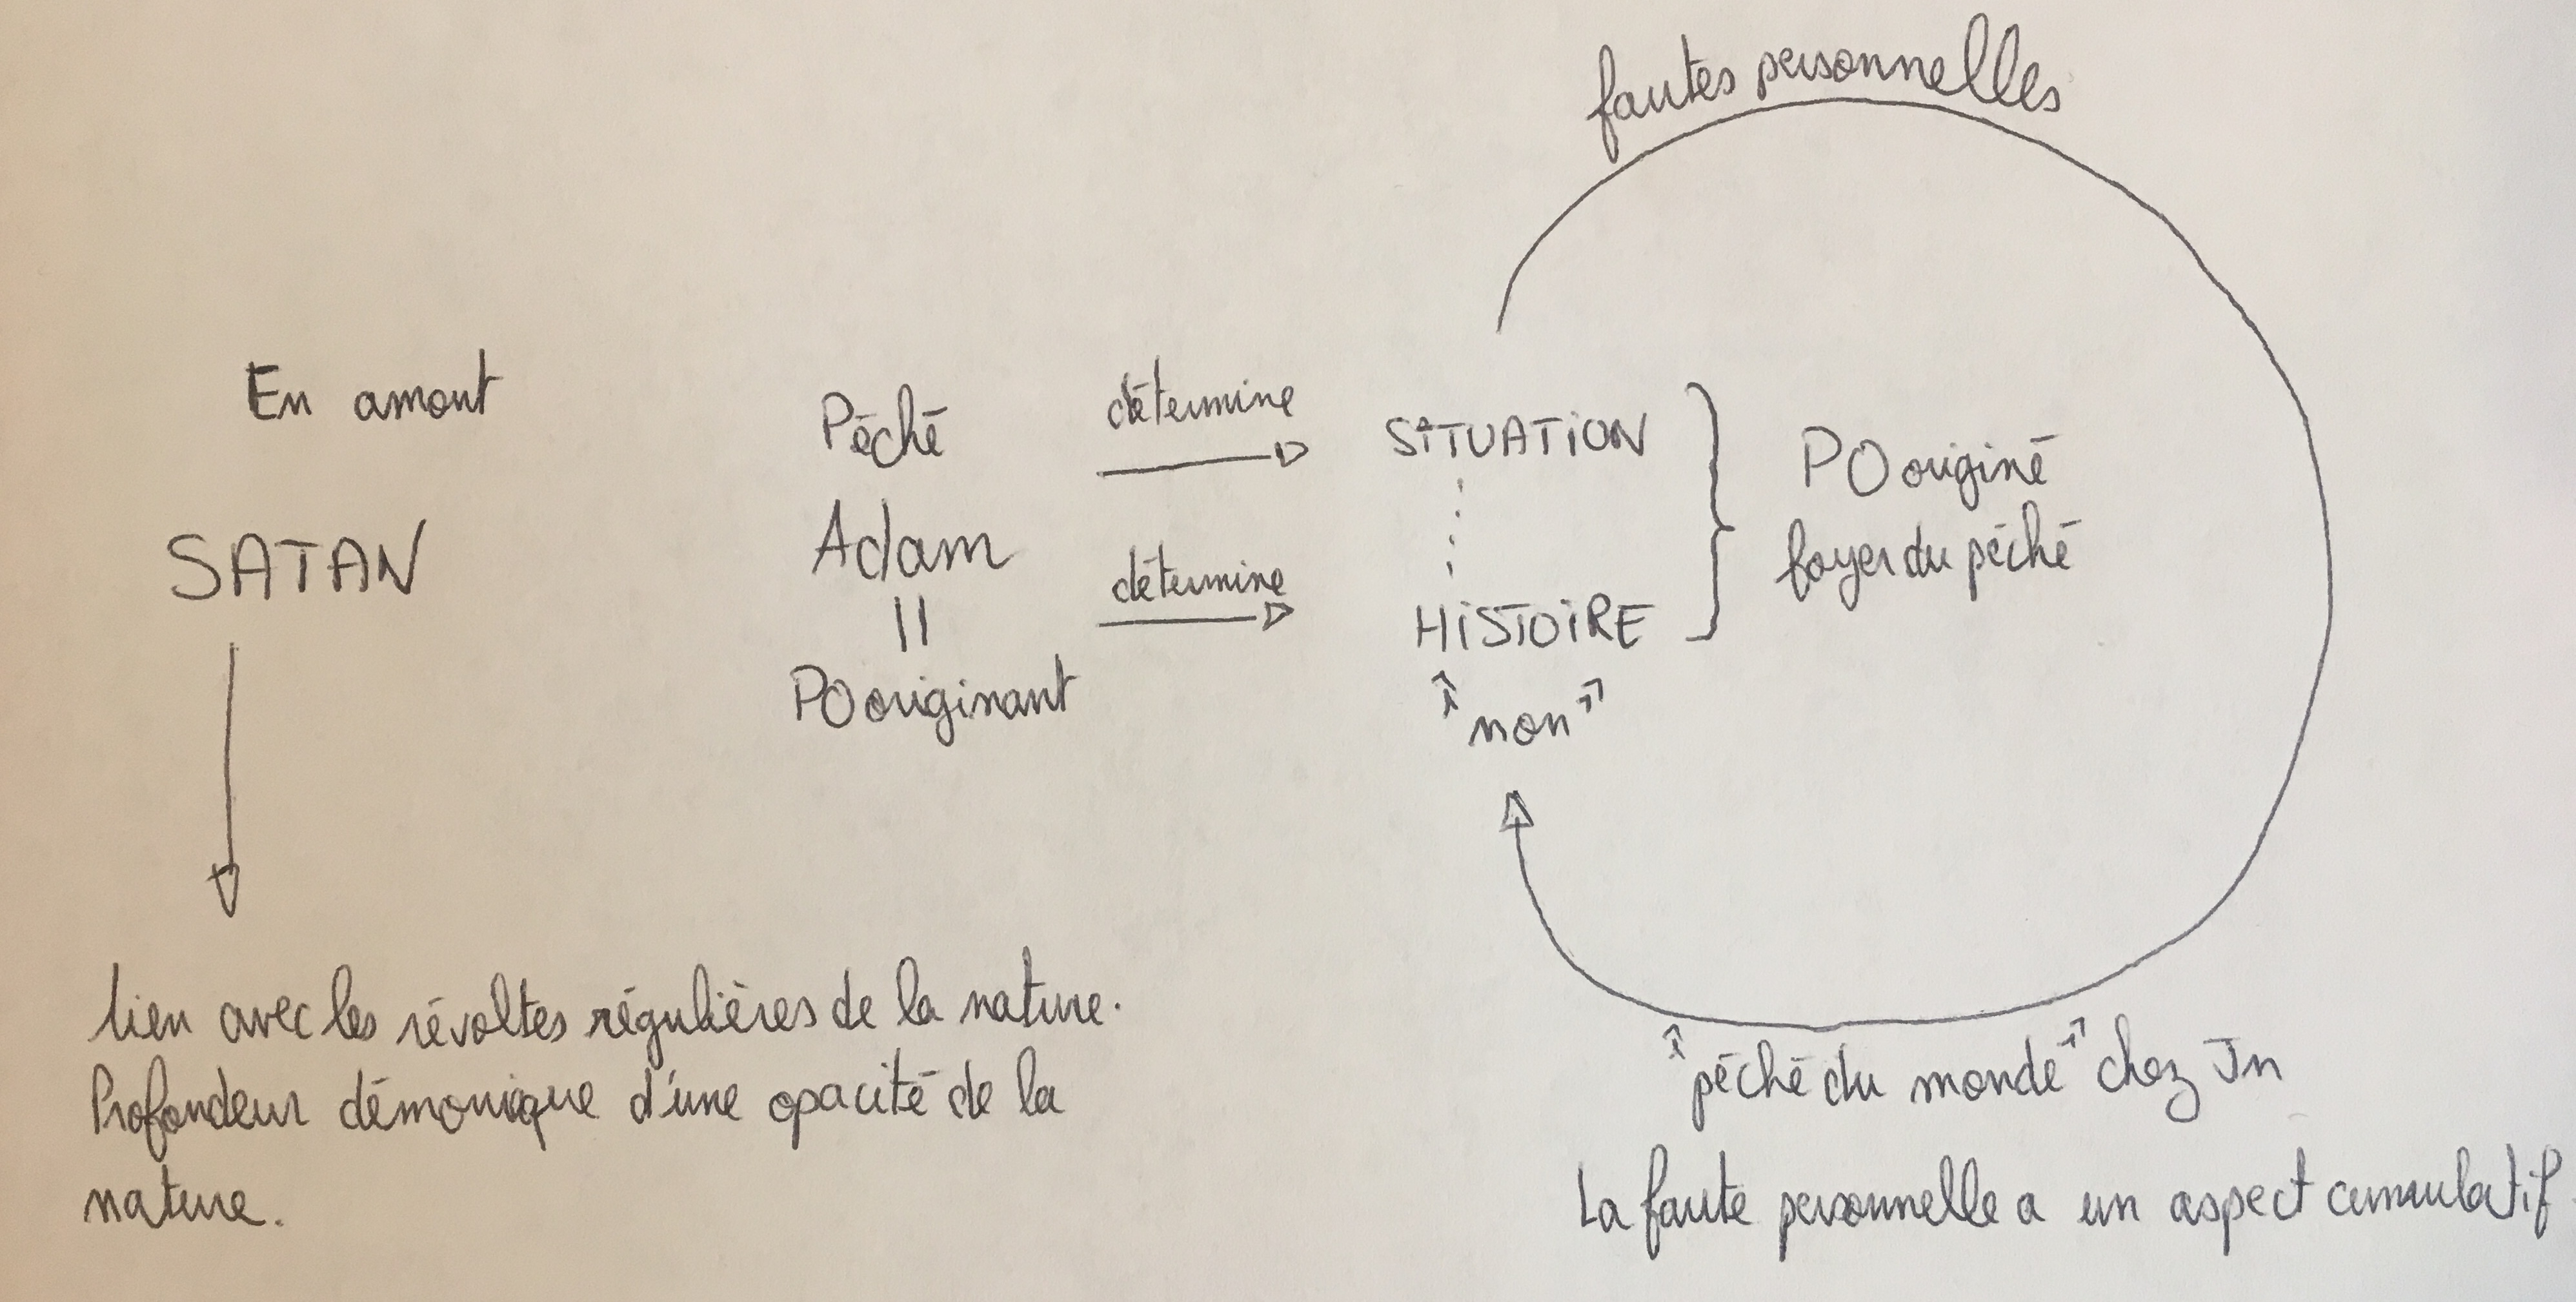 fautes personnelles
En amont
SATAN
lien avec les révoltes régulières de la nature.
Profondeur démoniaque d'une opacité de la
nature.
Péché
Adam
||
PO originant
détermine
détermine
SITUATION
HISTOIRE
"non"
PO originé
foyer du péché
"péché du monde" chez Jn
La faute personnelle a un aspect cumulatif.